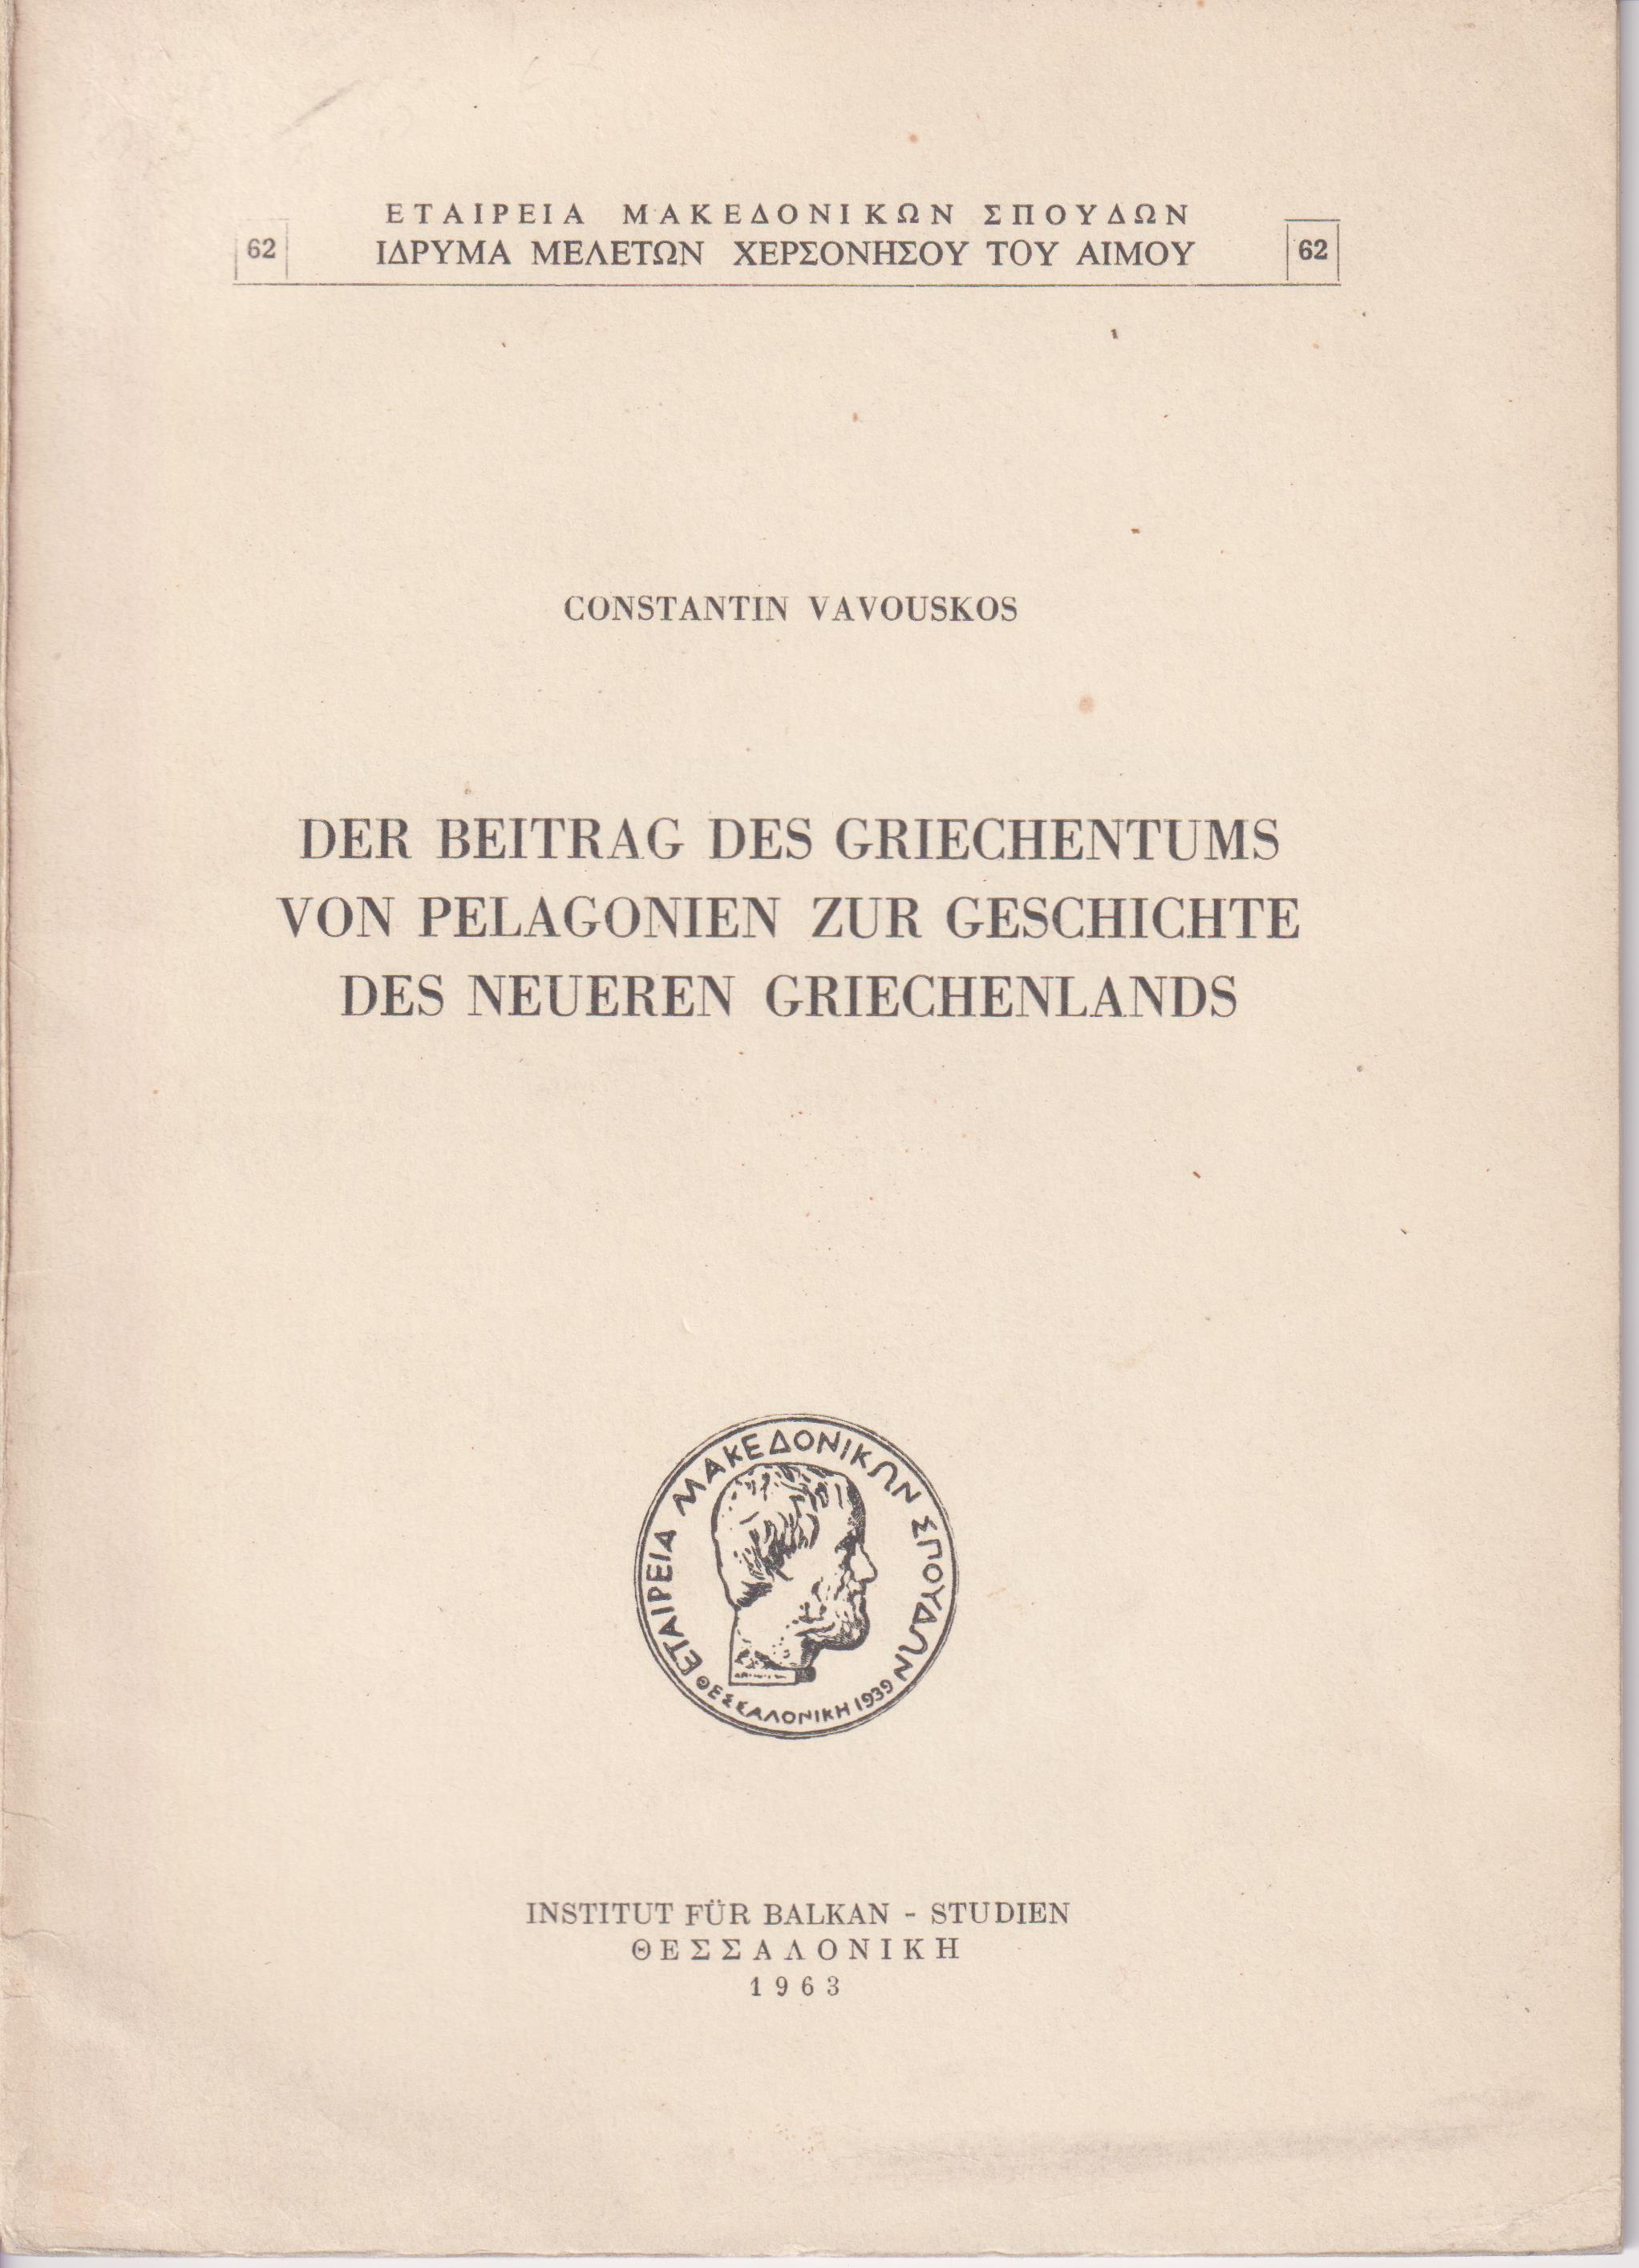 ΕΤΑΙΡΕΙΑ ΜΑΚΕΔΟΝΙΚΩΝ ΣΠΟΥΔΩΝ
62 ΙΔΡΥΜΑ ΜΕΛΕΤΩΝ ΧΕΡΣΟΝΗΣΟΥ ΤΟΥ ΑΙΜΟΥ 62
CONSTANTIN VAVOUSKOS
DER BEITRAG DES GRIECHENTUMS
VON PELAGONIEN ZUR GESCHICHTE
DES NEUEREN GRIECHENLANDS
ΕΤΑΙΡΕΙΑ ΜΑΚΕΔΟΝΙΚΩΝ ΣΠΟΥΔΩΝ
ΘΕΣΣΑΛΟΝΙΚΗ 1939
INSTITUT FÜR BALKAN - STUDIEN
ΘΕΣΣΑΛΟΝΙΚΗ
1963